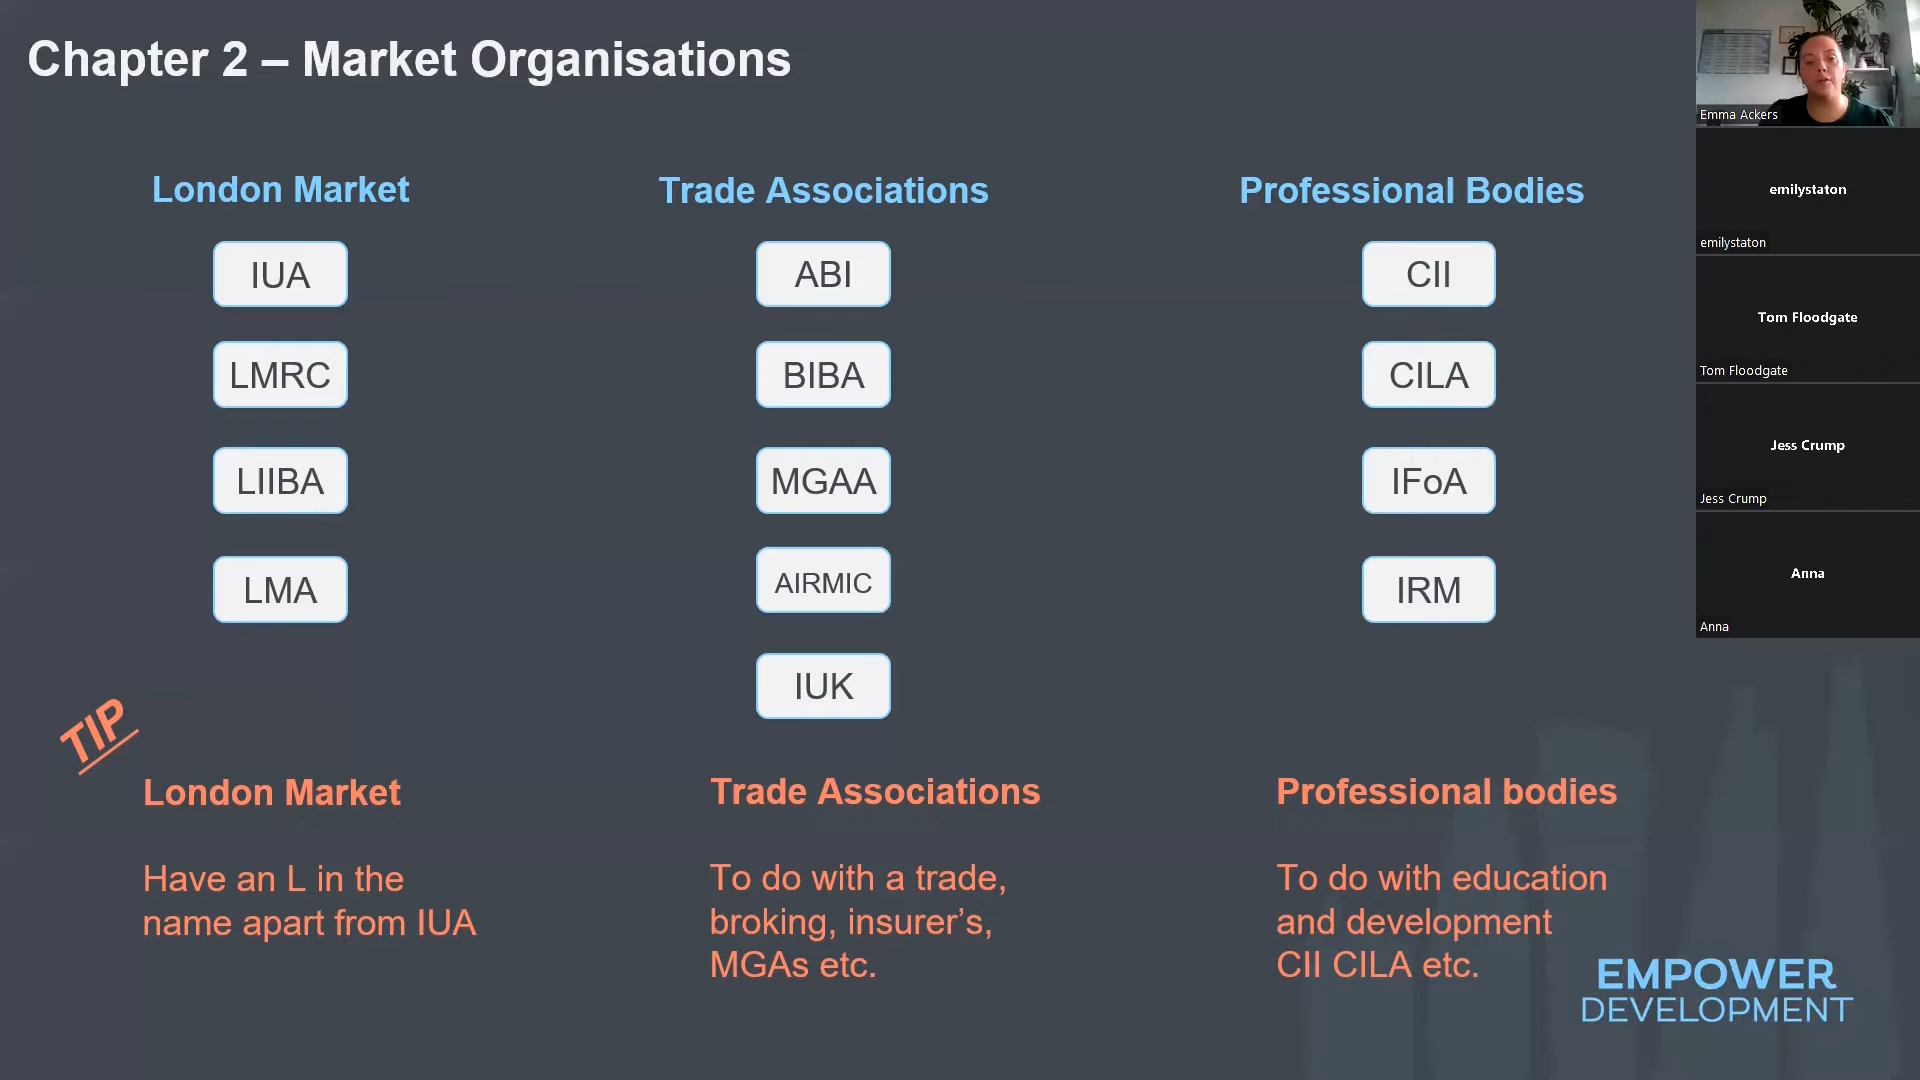 Chapter 2 – Market Organisations
London Market
IUA
LMRC
LIIBA
LMA
Trade Associations
ABI
BIBA
MGAA
AIRMIC
IUK
Professional Bodies
CII
CILA
IFoA
IRM
TIP
London Market
Have an L in the
name apart from IUA
Trade Associations
To do with a trade,
broking, insurer’s,
MGAs etc.
Professional bodies
To do with education
and development
CII CILA etc.
EMPOWER
DEVELOPMENT
Emma Ackers
emilystaton
emilystaton
Tom Floodgate
Tom Floodgate
Jess Crump
Jess Crump
Anna
Anna